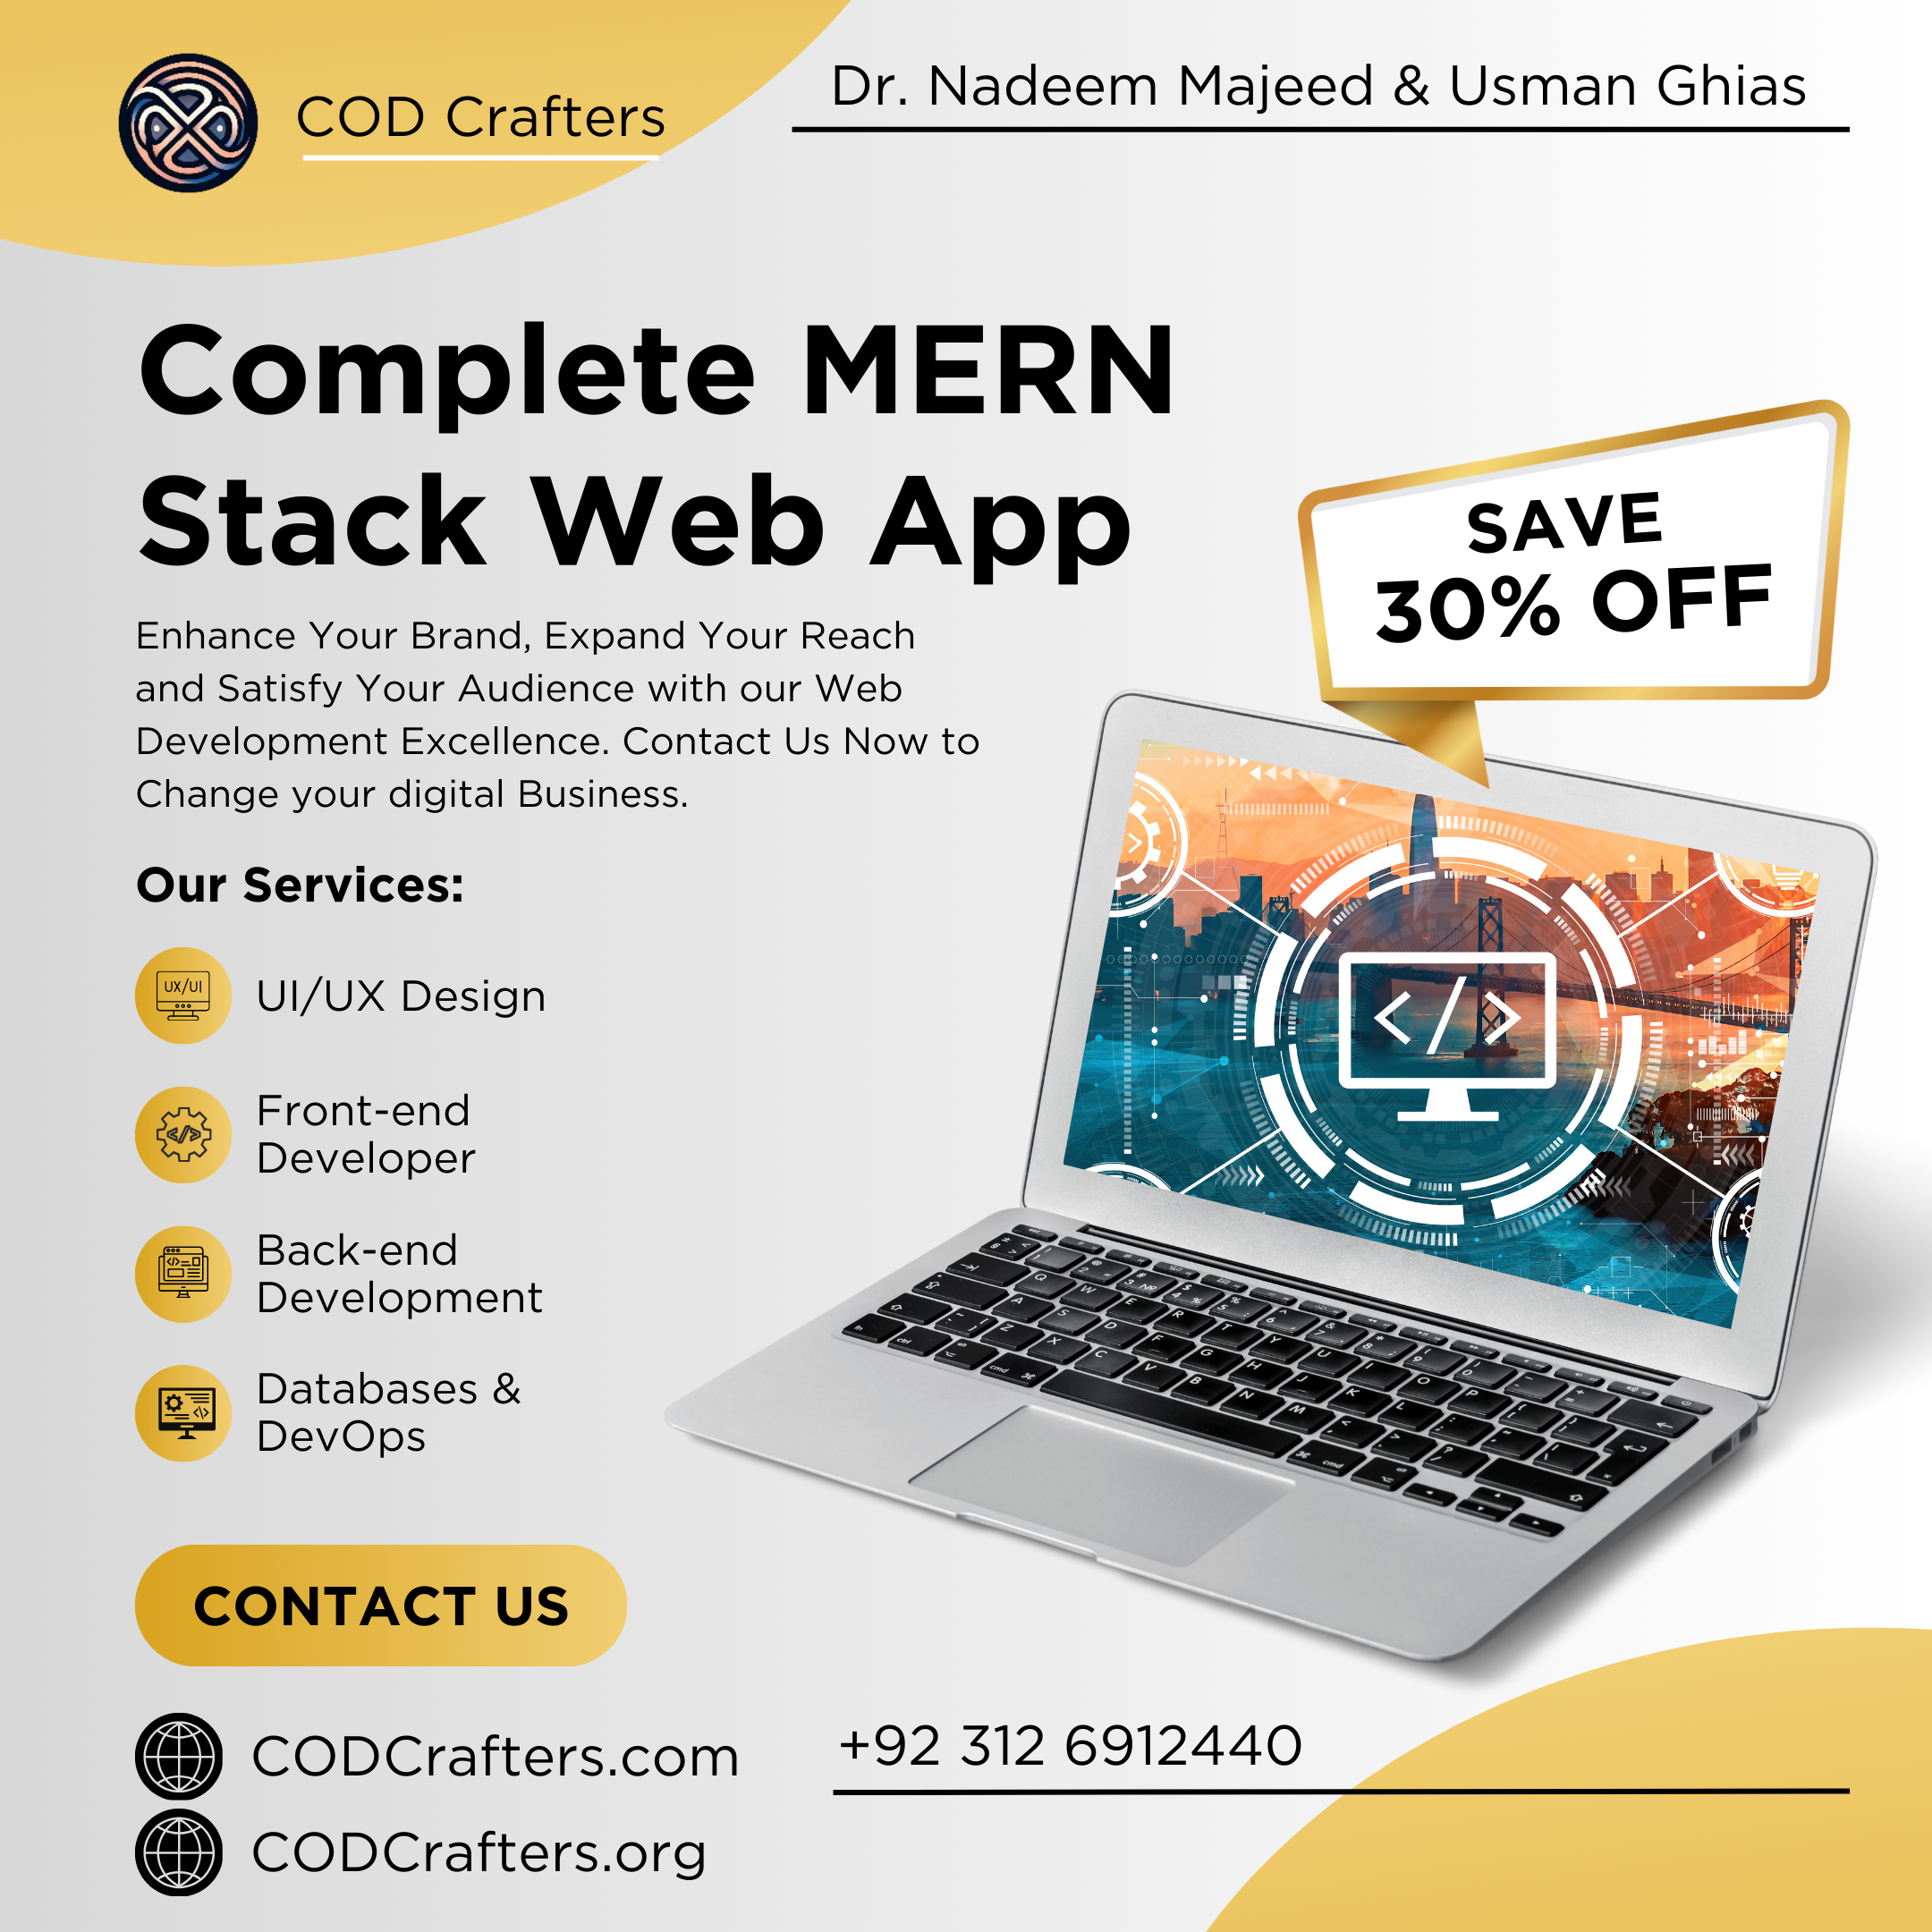 COD Crafters
Dr. Nadeem Majeed & Usman Ghias
Complete MERN
Stack Web App
SAVE
30% OFF
Enhance Your Brand, Expand Your Reach
and Satisfy Your Audience with our Web
Development Excellence. Contact Us Now to
Change your digital Business.
Our Services:
UX/UI
UI/UX Design
Front-end
Developer
Back-end
Development
Databases &
DevOps
CONTACT US
CODCrafters.com
+92 312 6912440
CODCrafters.org